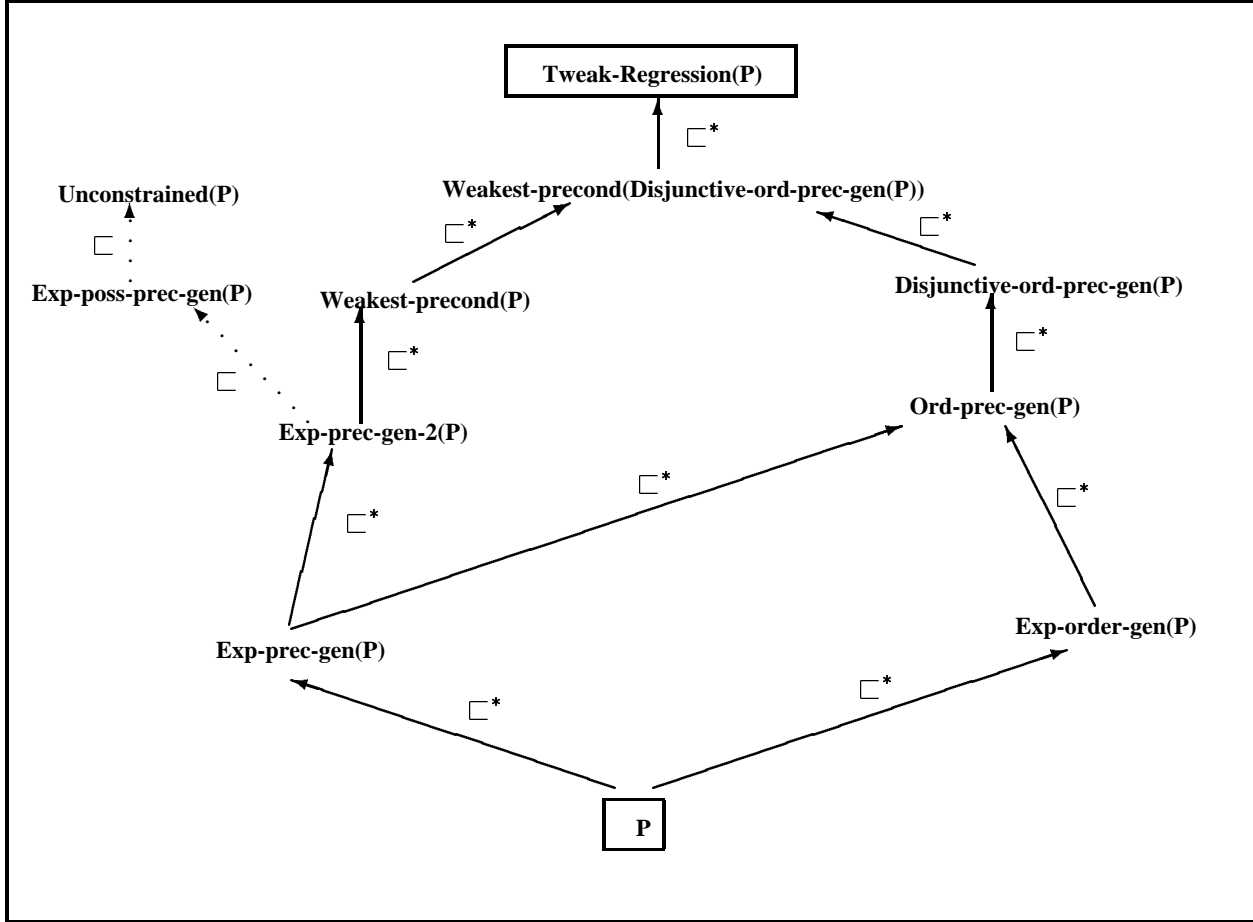 Tweak-Regression(P)
⊏*
Weakest-precond(Disjunctive-ord-prec-gen(P))
Unconstrained(P)
⊏* ⊏*
⊏
Exp-poss-prec-gen(P) Weakest-precond(P) Disjunctive-ord-prec-gen(P)
⊏* ⊏*
⊏
Exp-prec-gen-2(P) Ord-prec-gen(P)
⊏* ⊏*
⊏*
Exp-prec-gen(P) Exp-order-gen(P)
⊏* ⊏*
P